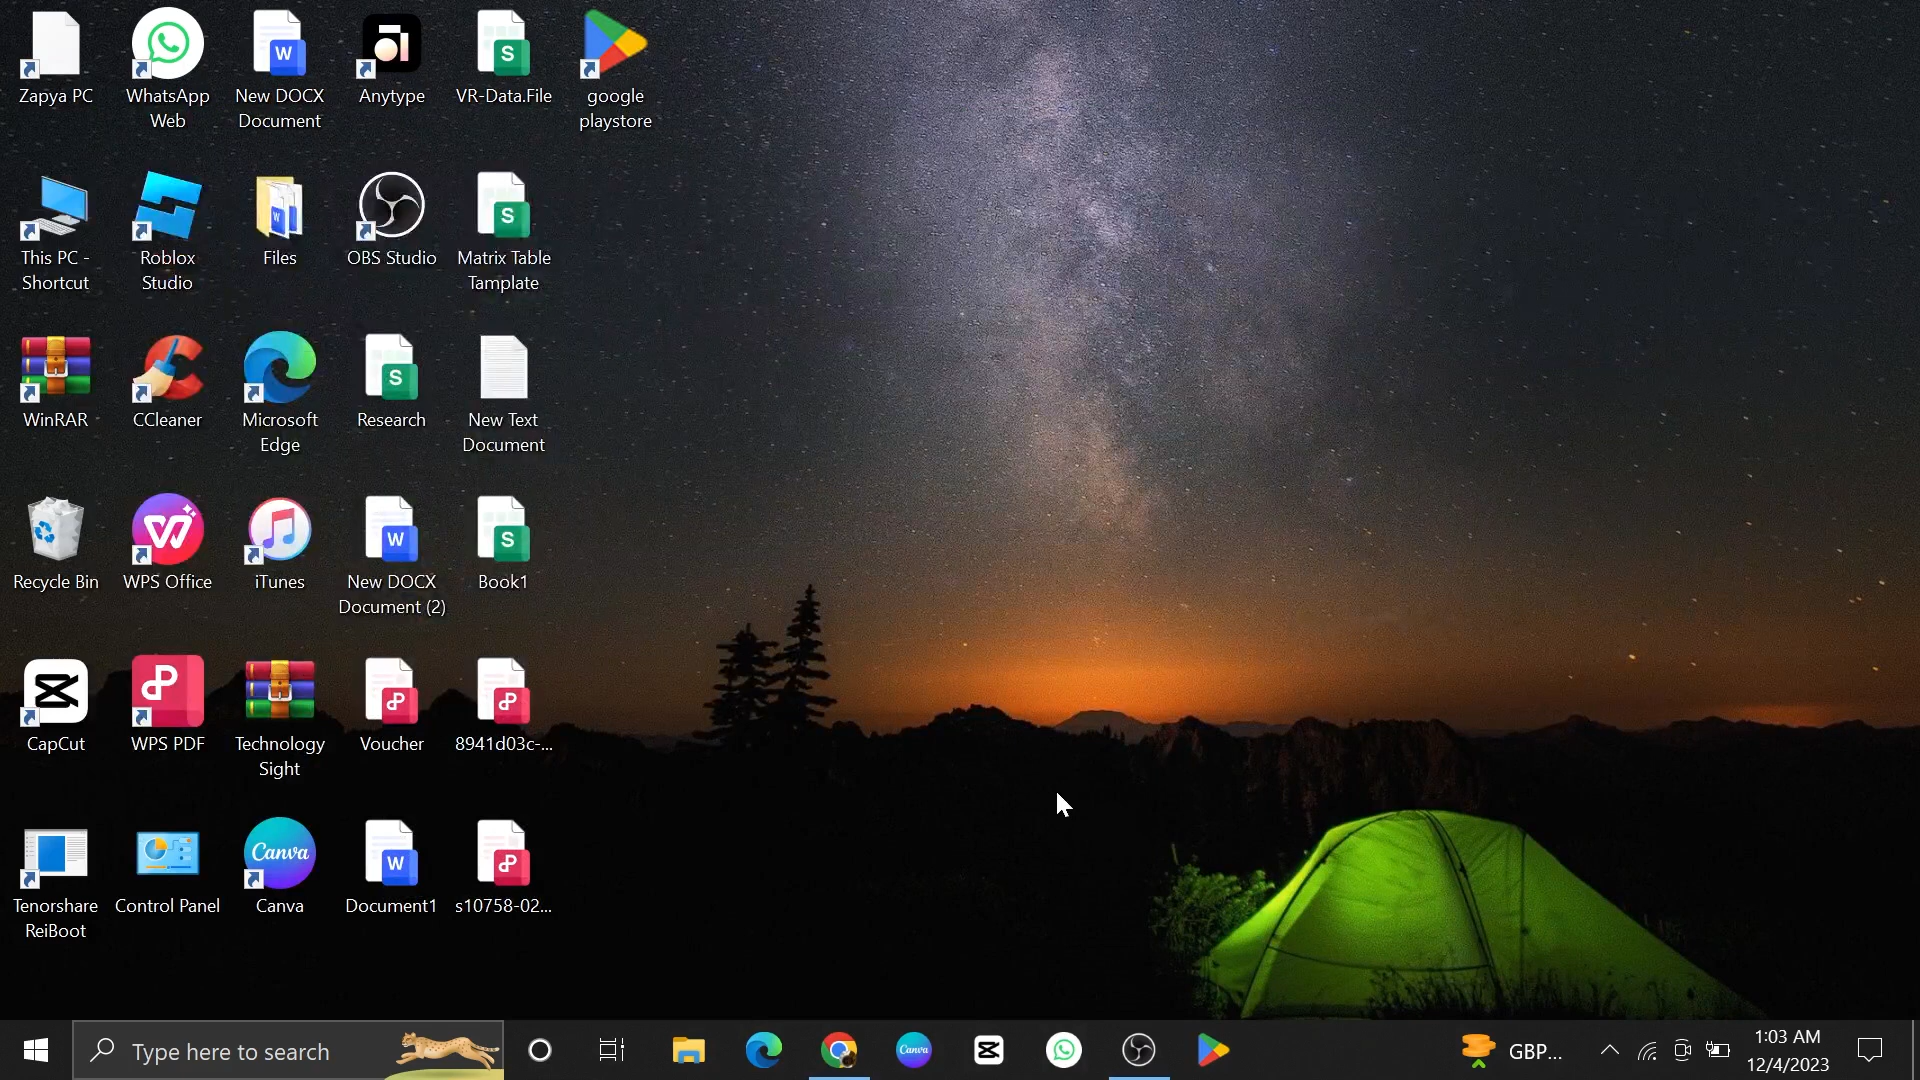 Zapya PC
WhatsApp
Web
New DOCX
Document
Anytype
VR-Data.File
google
playstore
This PC -
Shortcut
Roblox
Studio
Files
OBS Studio
Matrix Table
Tamplate
WinRAR
CCleaner
Microsoft
Edge
Research
New Text
Document
Recycle Bin
WPS Office
iTunes
New DOCX
Document (2)
Book1
CapCut
WPS PDF
Technology
Sight
Voucher
8941d03c-...
Tenorshare
ReiBoot
Control Panel
Canva
Canva
Document1
s10758-02...
Type here to search
Canva
GBP...
1:03 AM
12/4/2023